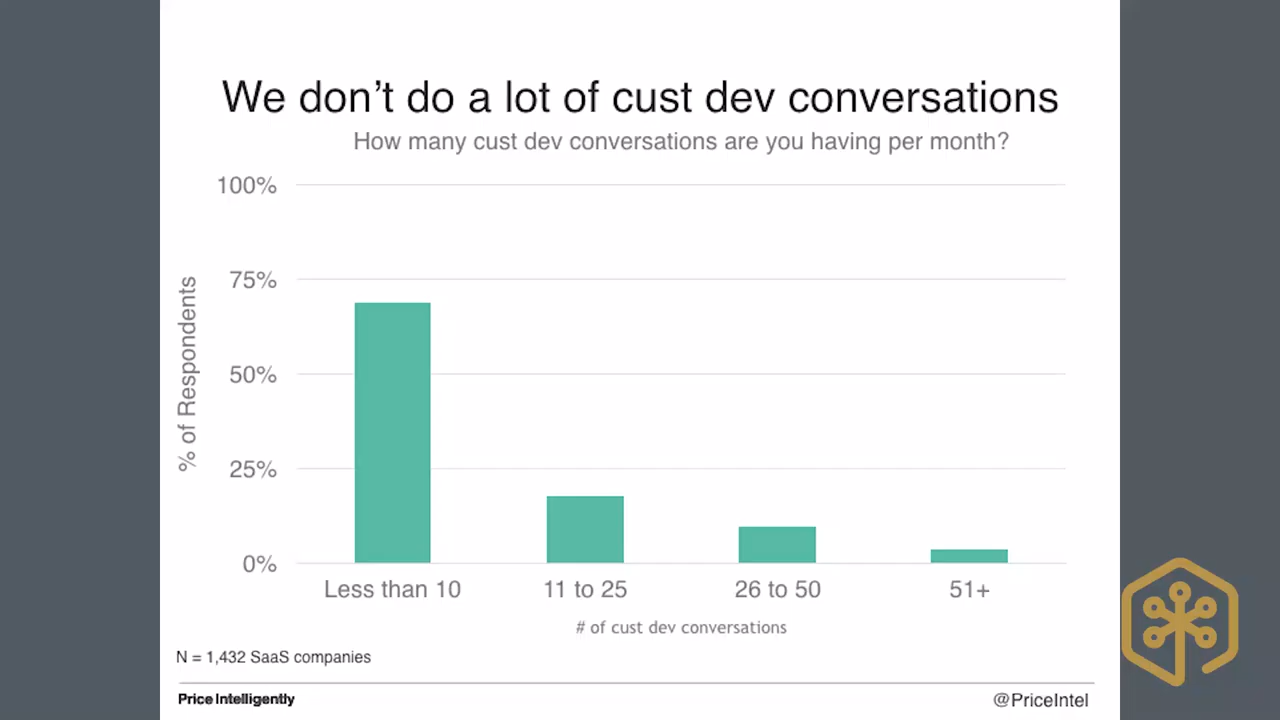 We don't do a lot of cust dev conversations
How many cust dev conversations are you having per month?
100%
75%
50%
25%
0%
% of Respondents
Less than 10
11 to 25
26 to 50
51+
# of cust dev conversations
N = 1,432 SaaS companies
Price Intelligently
@PriceIntel